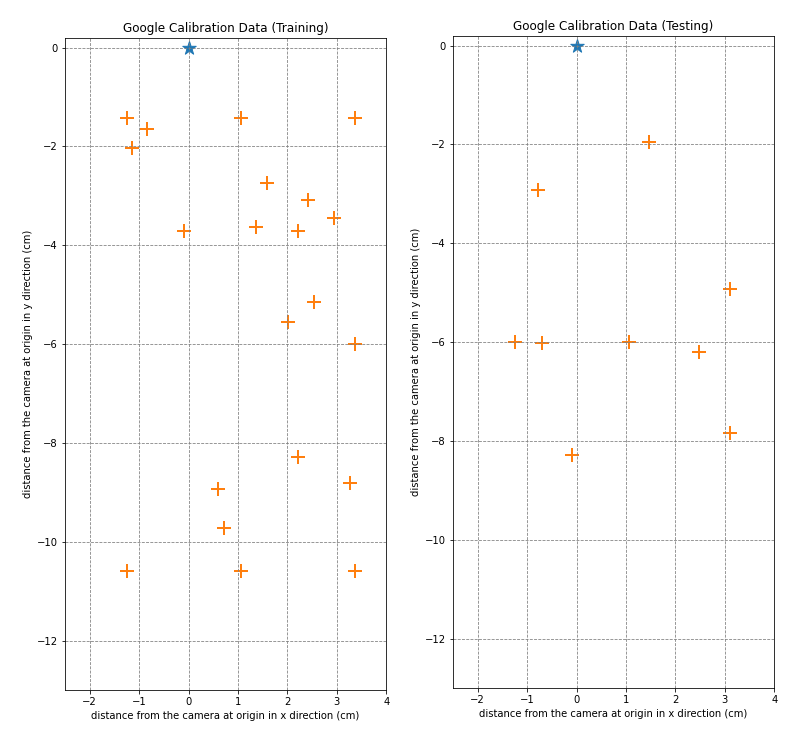 Google Calibration Data (Training)
distance from the camera at origin in y direction (cm)
0
−2
−4
−6
−8
−10
−12
−2 −1 0 1 2 3 4
distance from the camera at origin in x direction (cm)
Google Calibration Data (Testing)
distance from the camera at origin in y direction (cm)
0
−2
−4
−6
−8
−10
−12
−2 −1 0 1 2 3 4
distance from the camera at origin in x direction (cm)